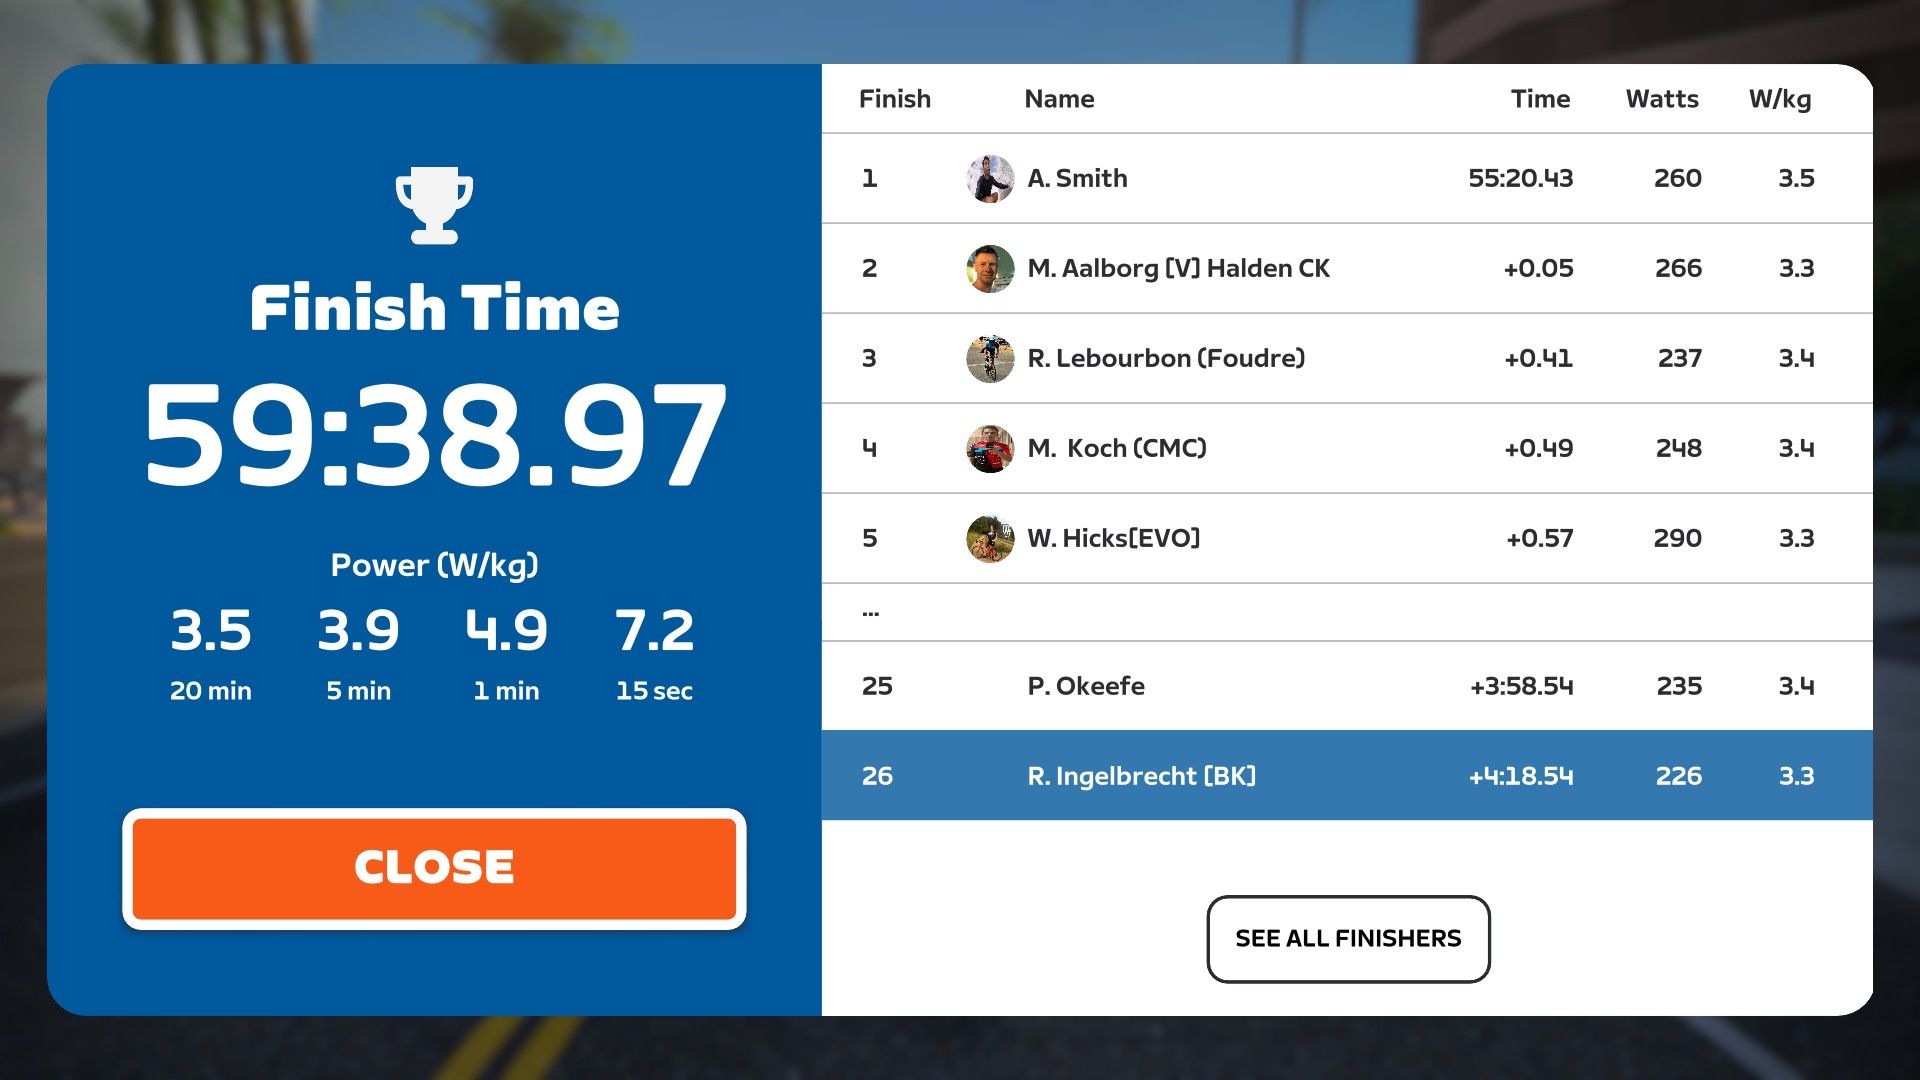 Finish Time
59:38.97
Power (W/kg)
3.5 3.9 4.9 7.2
20 min 5 min 1 min 15 sec
CLOSE
Finish Name Time Watts W/kg
1 A. Smith 55:20.43 260 3.5
2 M. Aalborg [V] Halden CK +0.05 266 3.3
3 R. Lebourbon (Foudre) +0.41 237 3.4
4 M. Koch (CMC) +0.49 248 3.4
5 W. Hicks[EVO] +0.57 290 3.3
...
25 P. Okeefe +3:58.54 235 3.4
26 R. Ingelbrecht [BK] +4:18.54 226 3.3
SEE ALL FINISHERS